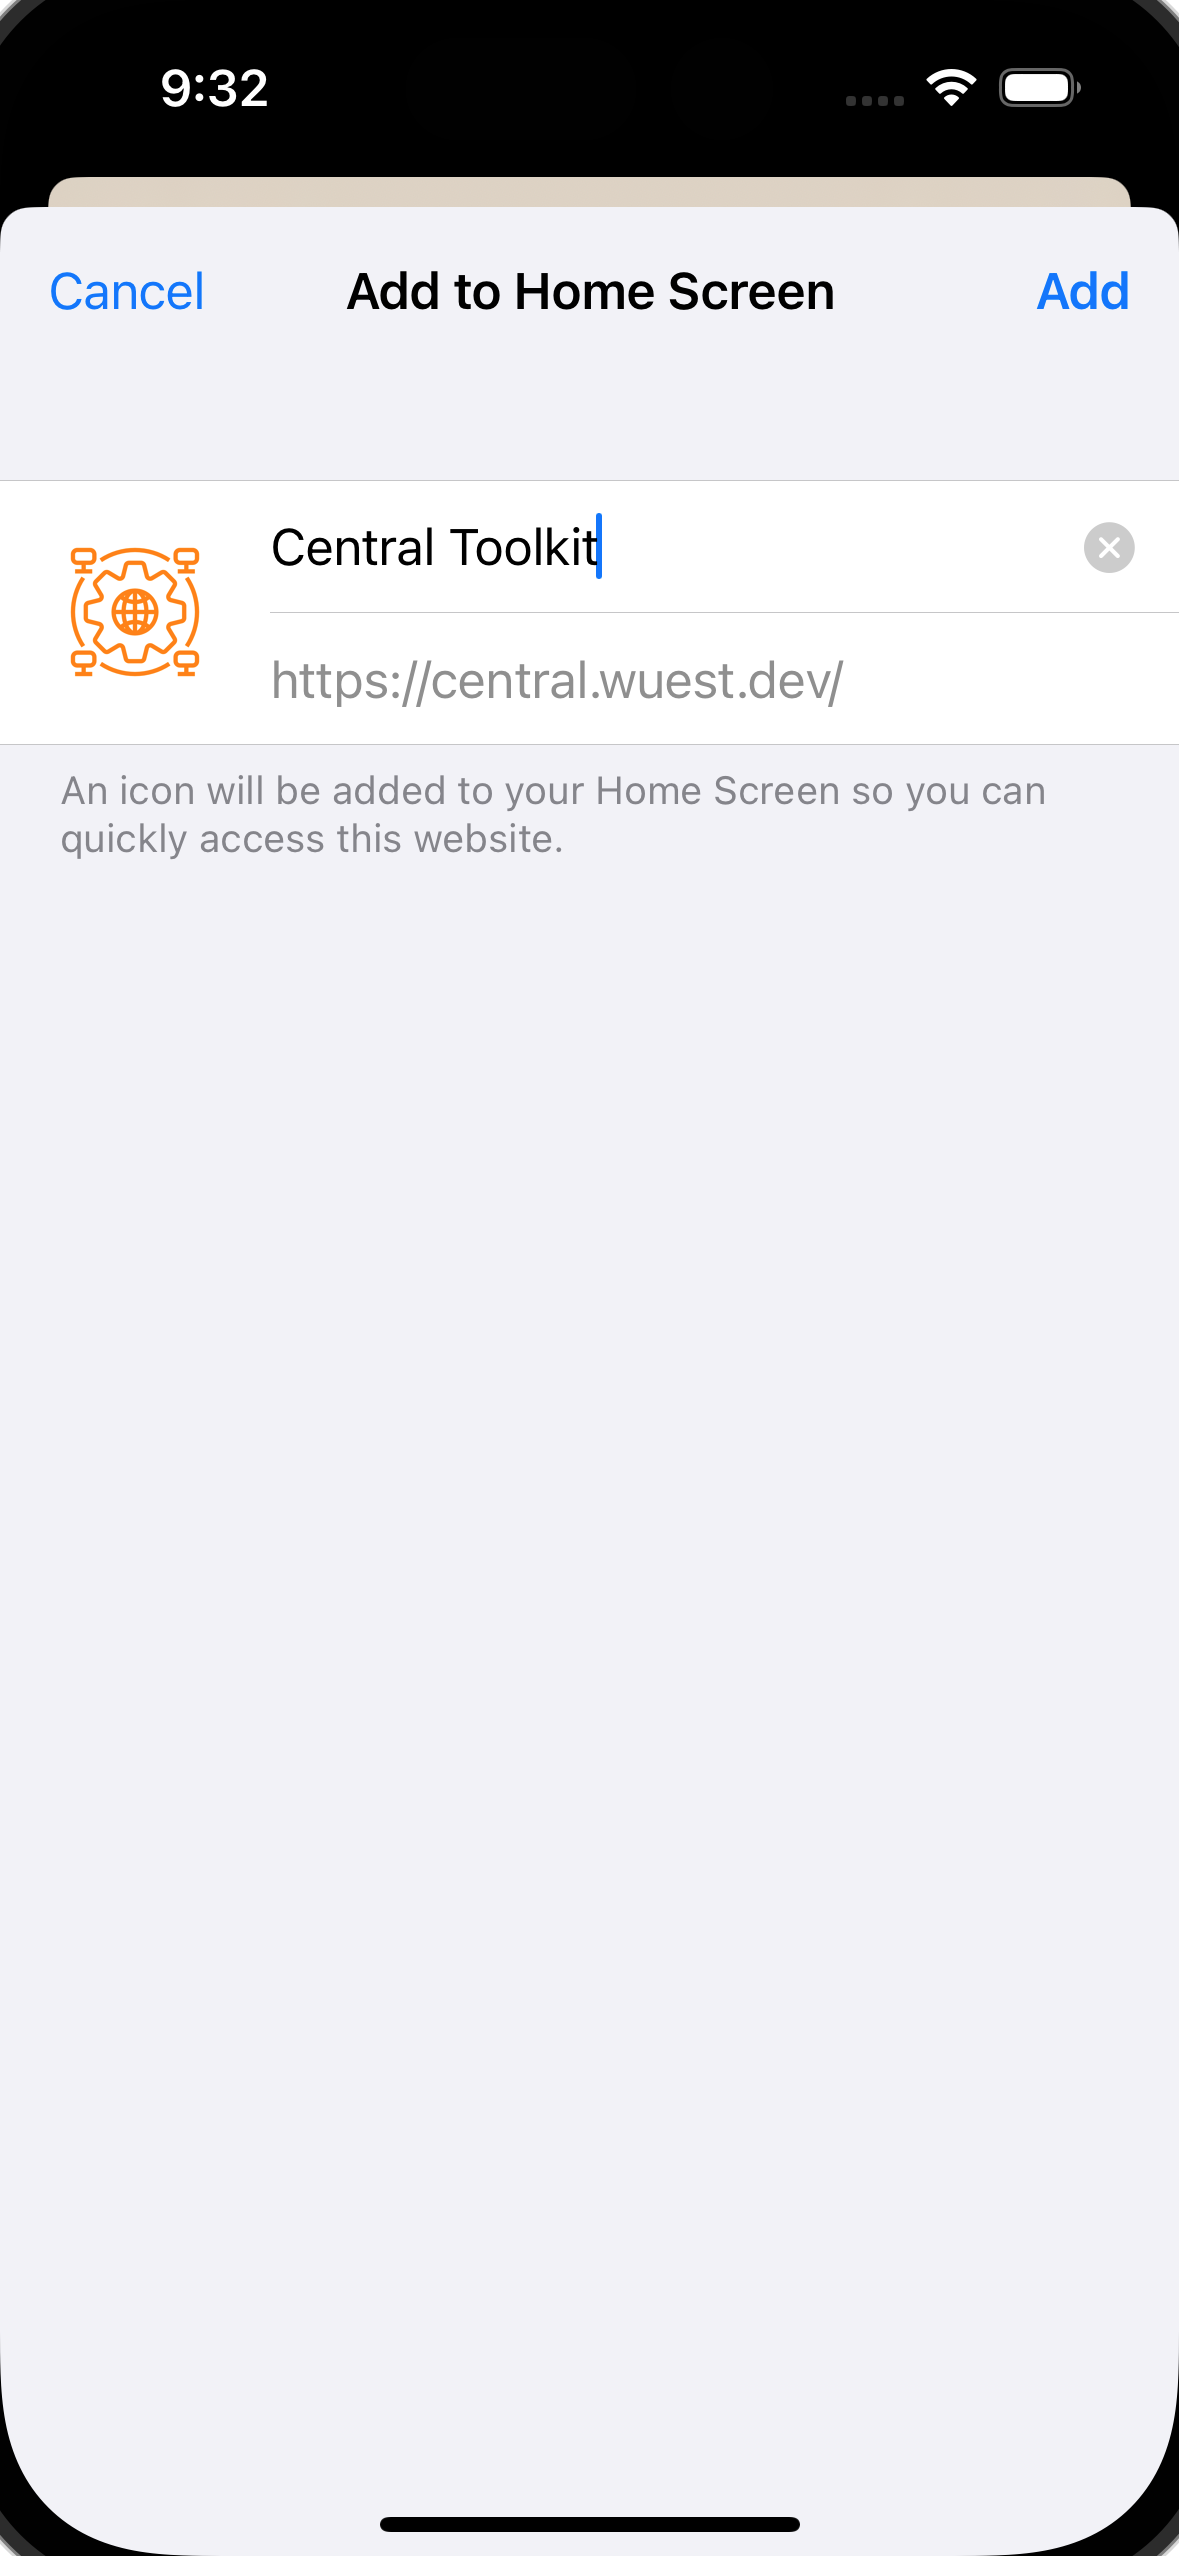 9:32
Cancel Add to Home Screen Add
Central Toolkit
https://central.wuest.dev/
An icon will be added to your Home Screen so you can
quickly access this website.